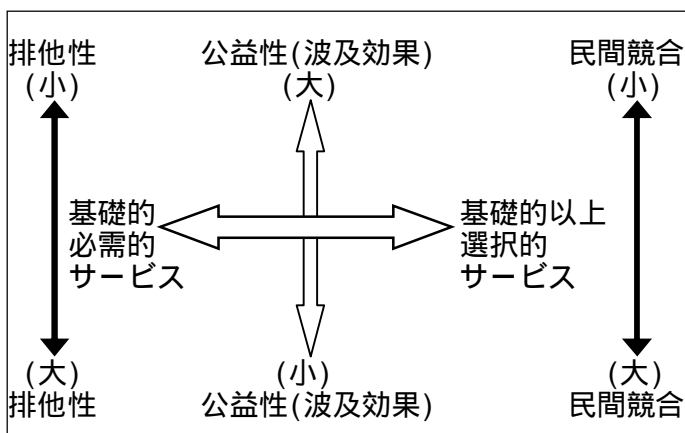 排他性 公益性(波及効果) 民間競合
(小) (大) (小)
基礎的 基礎的以上
必需的 選択的
サービス サービス
(大) (小) (大)
排他性 公益性(波及効果) 民間競合